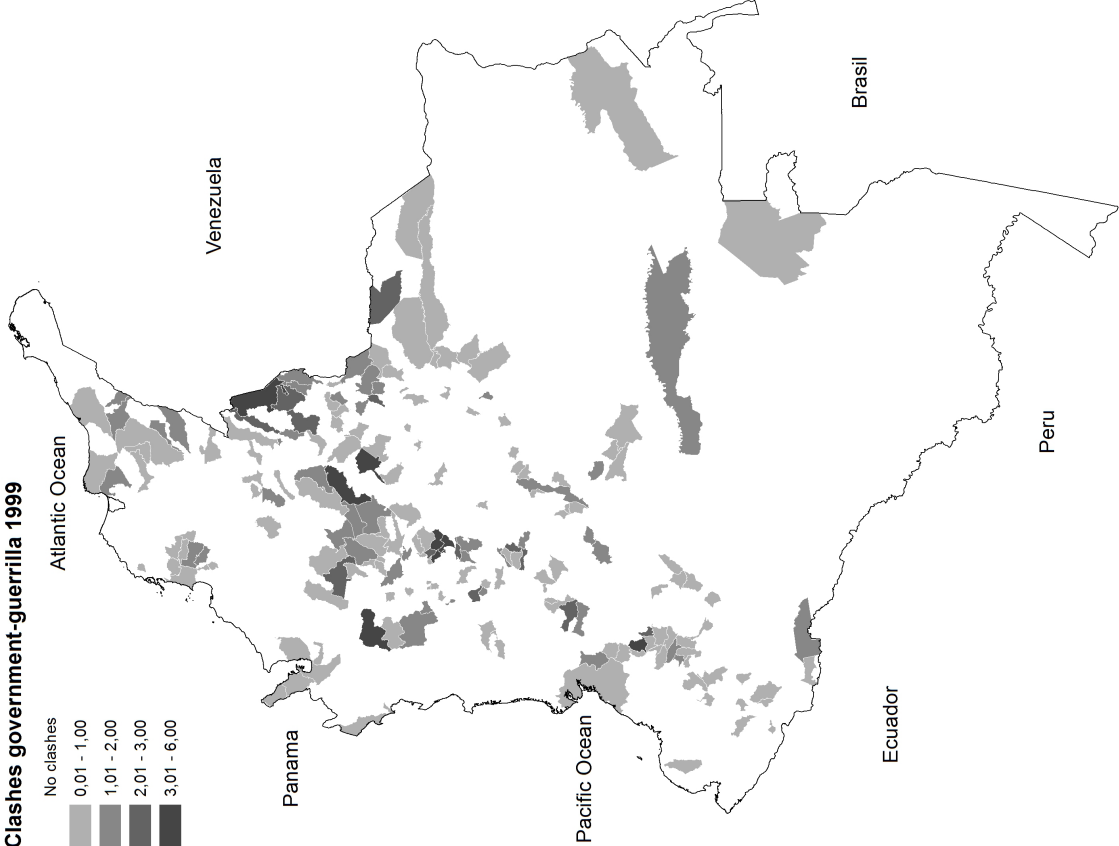 Clashes government-guerrilla 1999
No clashes
0,01 - 1,00
1,01 - 2,00
2,01 - 3,00
3,01 - 6,00
Atlantic Ocean
Venezuela
Panama
Pacific Ocean
Brasil
Ecuador
Peru